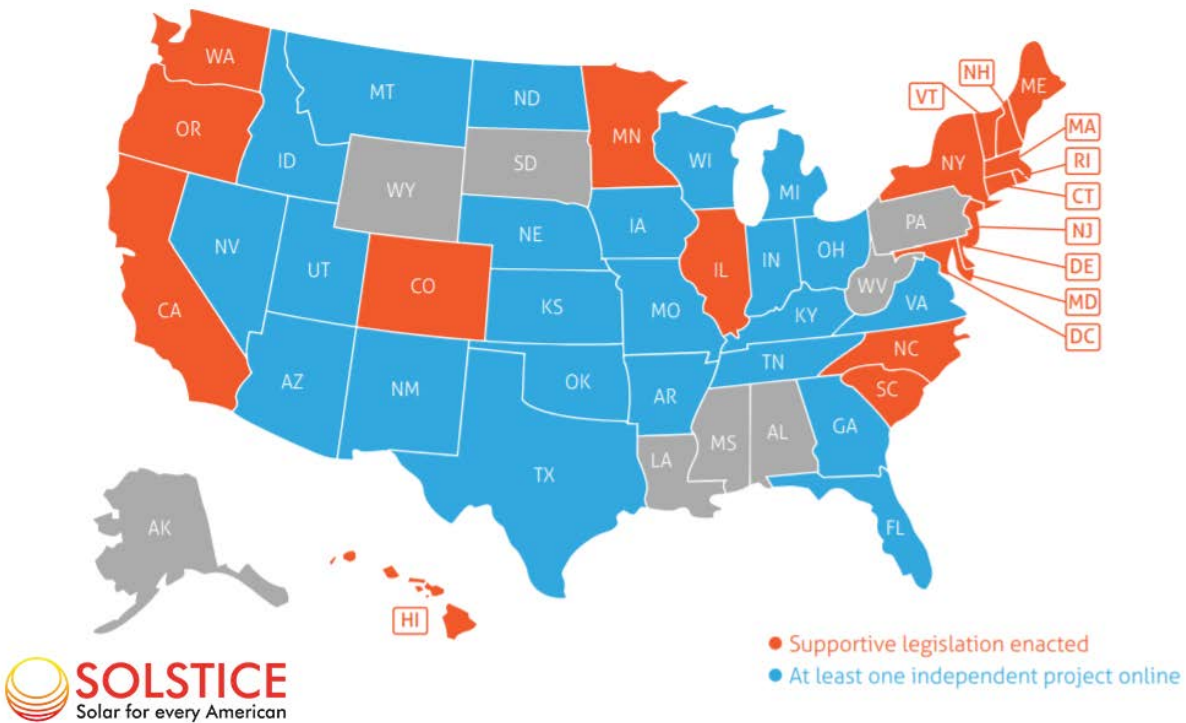 WA
MT
ND
MN
OR
ID
WY
SD
WI
MI
NH
VT
ME
NY
MA
RI
CT
NJ
DE
MD
DC
PA
NV
UT
CO
NE
IA
IL
IN
OH
WV
VA
CA
KS
MO
KY
NC
SC
TN
AZ
NM
OK
AR
TX
LA
MS
AL
GA
FL
AK
HI
Supportive legislation enacted
At least one independent project online
SOLSTICE
Solar for every American